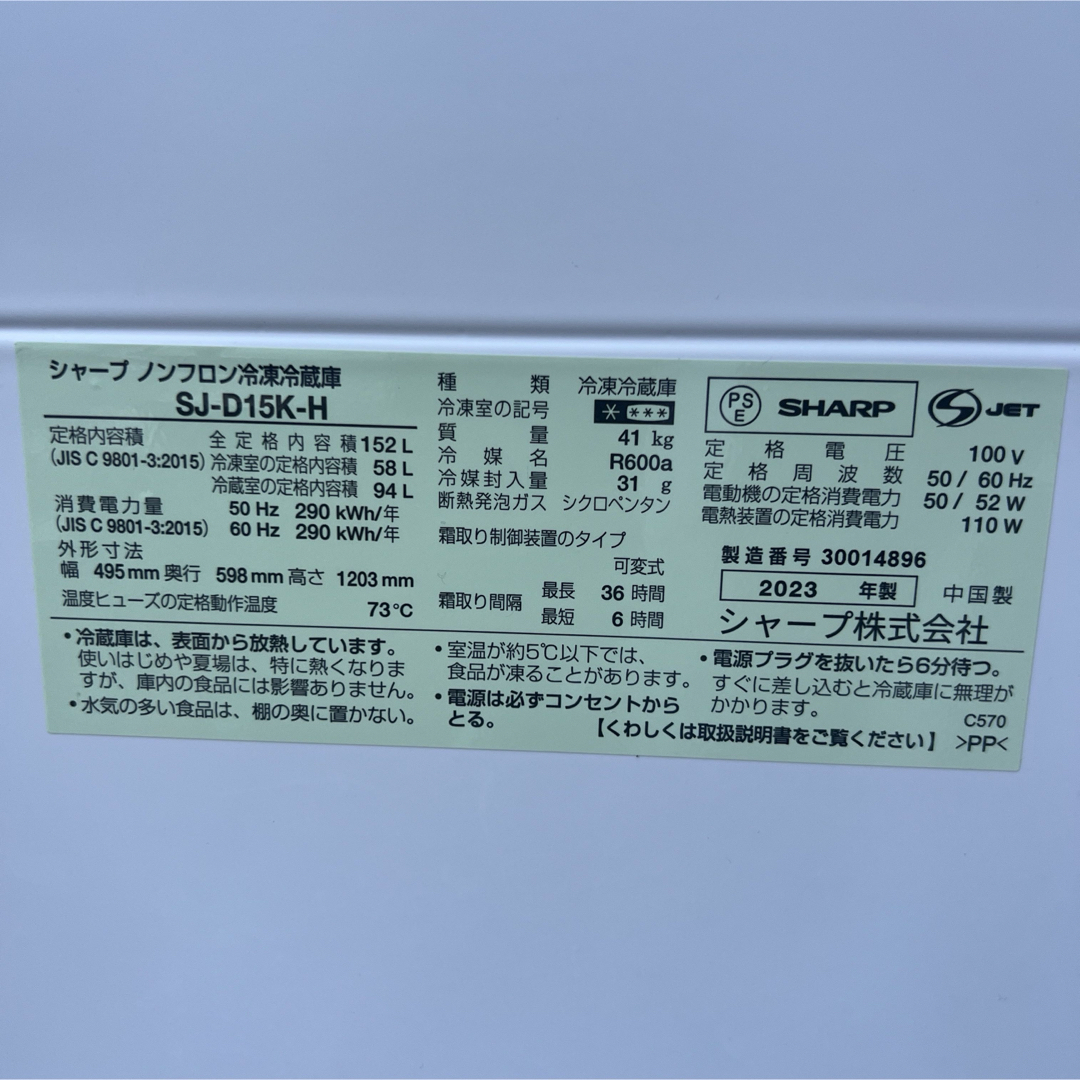 シャープ ノンフロン冷凍冷蔵庫
SJ-D15K-H
定格内容積 全定格内容積 152 L
(JIS C 9801-3:2015) 冷凍室の定格内容積 58 L
冷蔵室の定格内容積 94 L
消費電力量 50 Hz 290 kWh/年
(JIS C 9801-3:2015) 60 Hz 290 kWh/年
外形寸法
幅 495 mm 奥行 598 mm 高さ 1203 mm
温度ヒューズの定格動作温度 73℃
種類 冷凍冷蔵庫
冷凍室の記号 * ***
質量 41 kg
冷媒名 R600a
冷媒封入量 31 g
断熱発泡ガス シクロペンタン
霜取り制御装置のタイプ
可変式
霜取り間隔 最長 36 時間
最短 6 時間
PSE SHARP S JET
定格電圧 100 V
定格周波数 50 / 60 Hz
電動機の定格消費電力 50 / 52 W
電熱装置の定格消費電力 110 W
製造番号 30014896
2023 年製 中国製
シャープ株式会社
・冷蔵庫は、表面から放熱しています。
使いはじめや夏場は、特に熱くなりま
すが、庫内の食品には影響ありません。
・水気の多い食品は、棚の奥に置かない。
・室温が約5℃以下では、
食品が凍ることがあります。
・電源は必ずコンセントから
とる。
・電源プラグを抜いたら6分待つ。
すぐに差し込むと冷蔵庫に無理が
かかります。
C570
【くわしくは取扱説明書をご覧ください】 >PP<